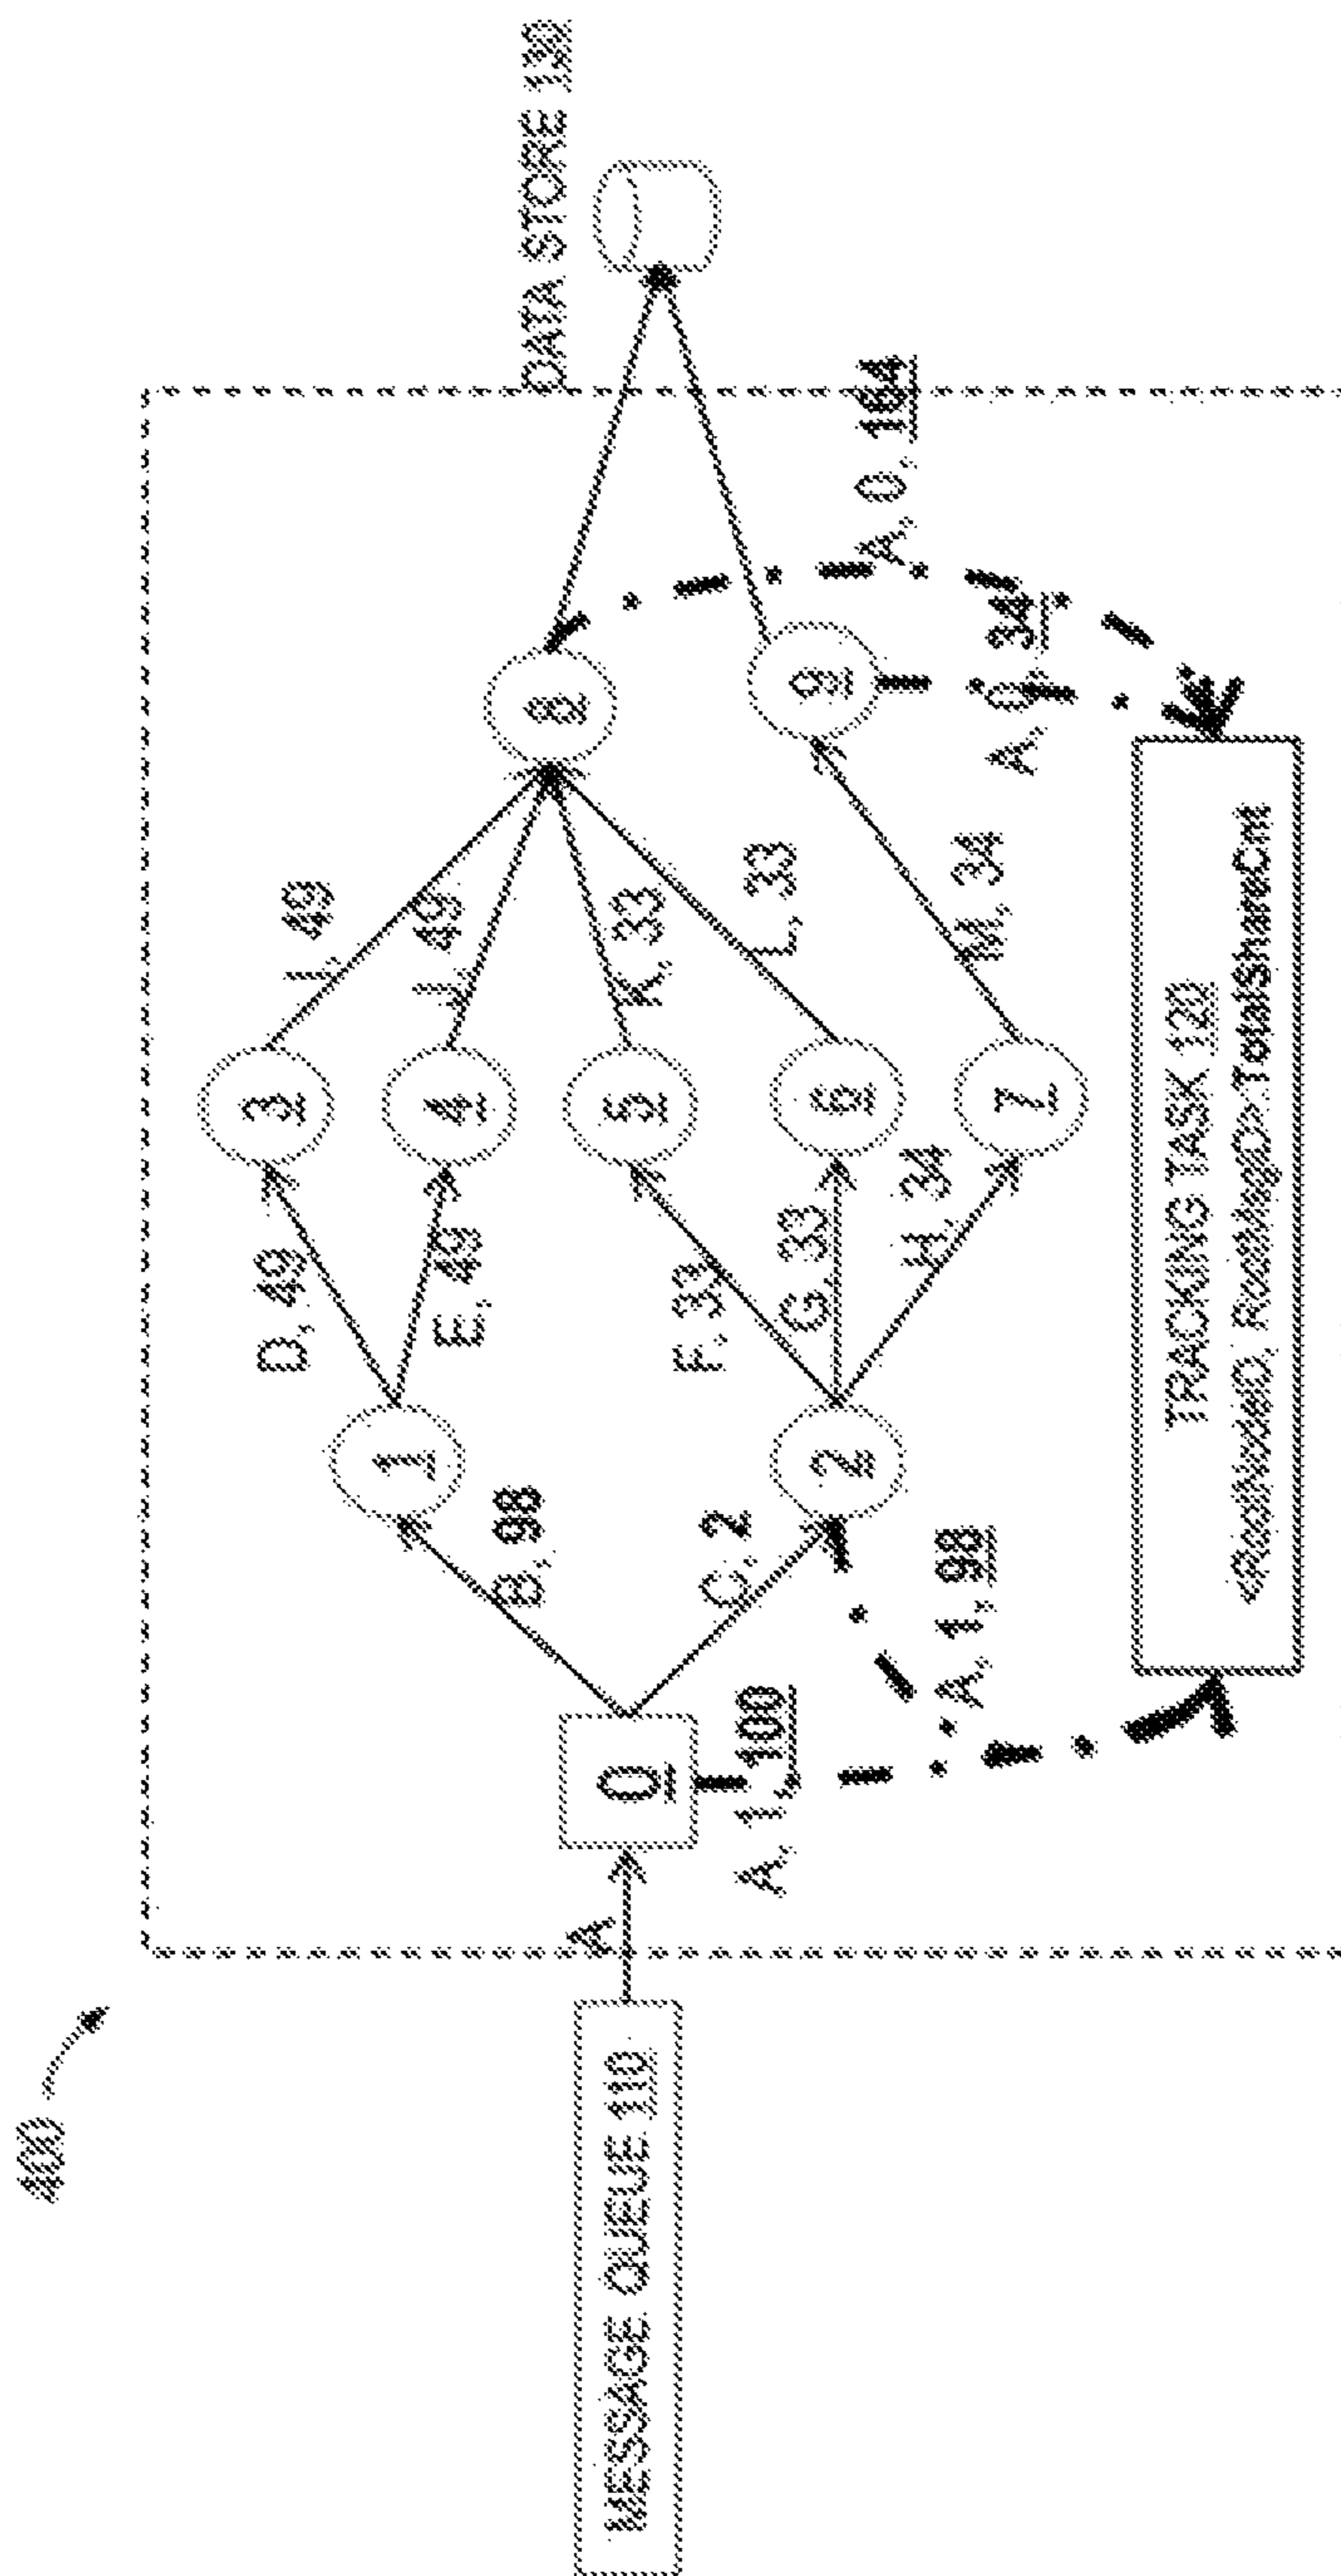 400
MESSAGE QUEUE 110
A
0
A, 1, 100
B, 98
C, 2
A, 1, 98
1
2
D, 49
E, 49
F, 33
G, 33
H, 34
3
4
5
6
7
I, 49
J, 49
K, 33
L, 33
M, 34
8
9
A, 0, 164
A, 0, 34
DATA STORE 130
TRACKING TASK 120
<RootNodeID, RootMsgID>:TotalShareCnt